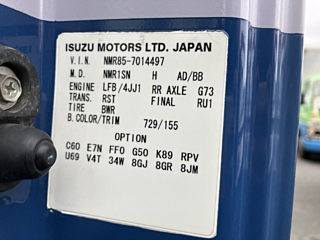 ISUZU MOTORS LTD. JAPAN
V.I.N. NMR85-7014497
M.D. NMR1SN H AD/BB
ENGINE LFB/4JJ1 RR AXLE G73
TRANS. RST FINAL RU1
TIRE BWR
B.COLOR/TRIM 729/155
OPTION
C60 E7N FF0 G50 K89 RPV
U69 V4T 34W 8GJ 8GR 8JM